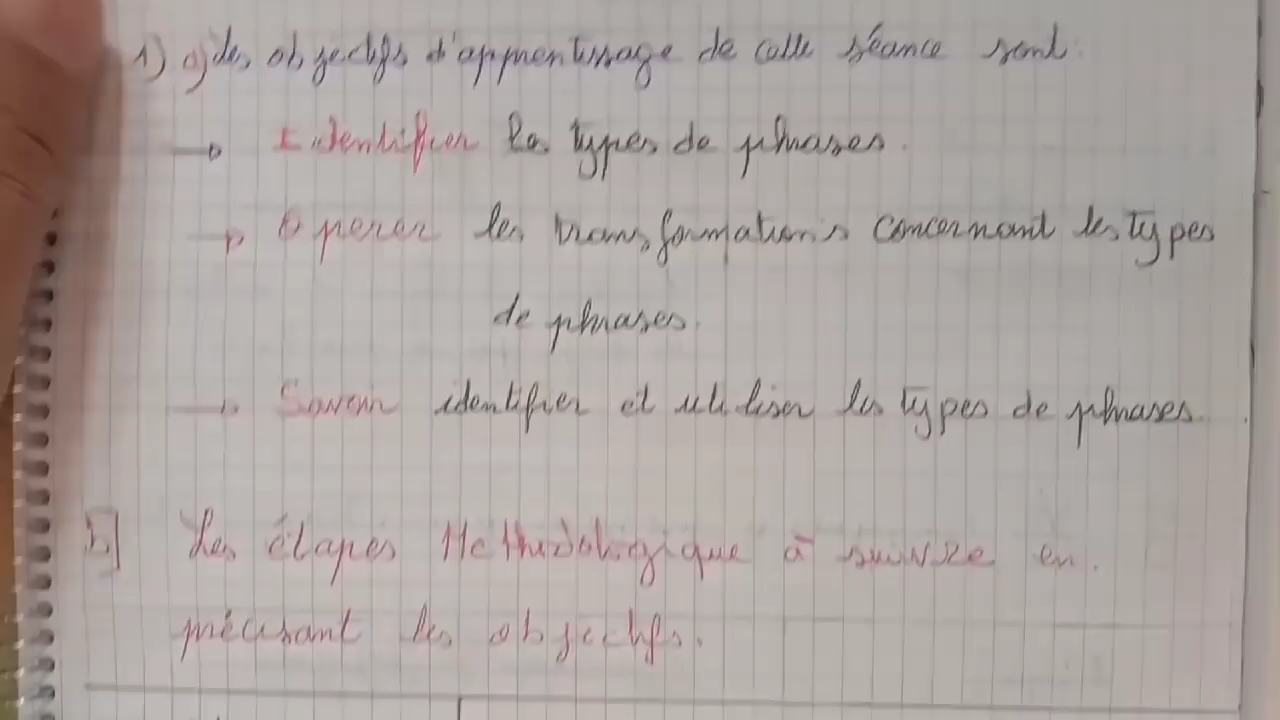 1) a) Les objectifs d'apprentissage de cette séance sont:
→ Identifier les types de phrases.
→ Opérer les transformations concernant les types
de phrases.
→ Savoir identifier et utiliser les types de phrases.
b] Les étapes Méthodologique à suivre en
précisant les objectifs.